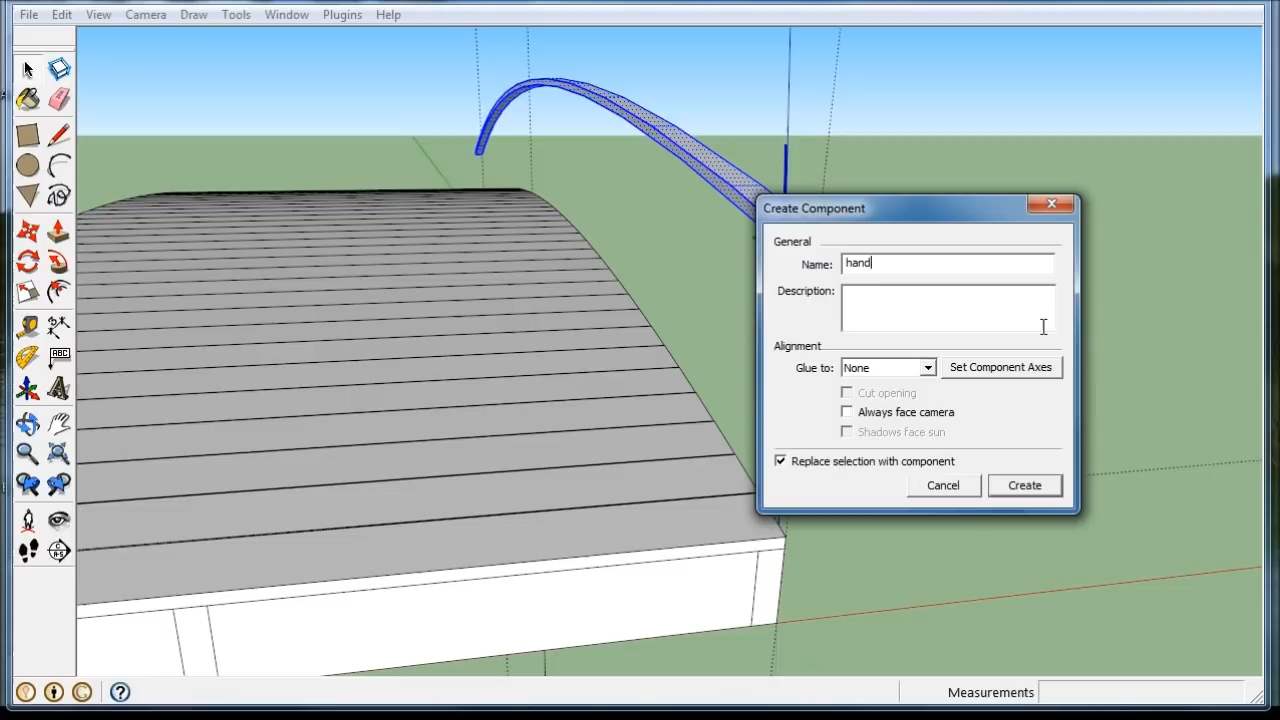 File Edit View Camera Draw Tools Window Plugins Help
ABC
Create Component
General
Name: hand
Description:
Alignment
Glue to: None Set Component Axes
Cut opening
Always face camera
Shadows face sun
Replace selection with component
Cancel Create
Measurements